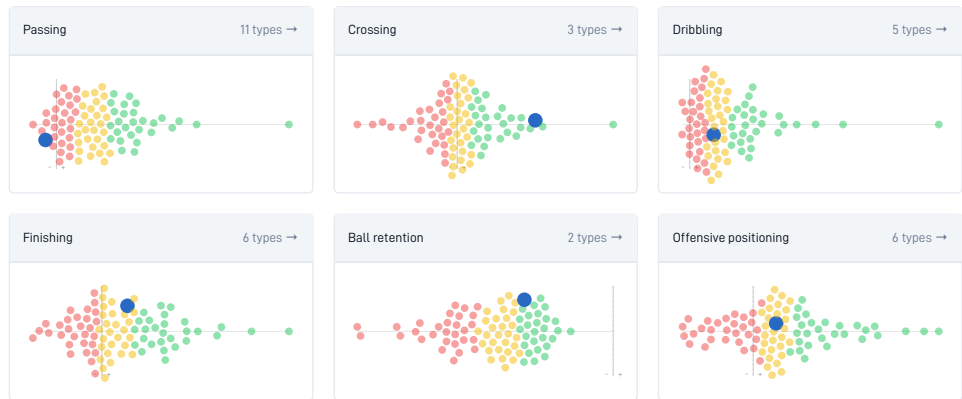 Passing 11 types →
Crossing 3 types →
Dribbling 5 types →
- +
- +
- +
Finishing 6 types →
Ball retention 2 types →
Offensive positioning 6 types →
- +
- +
- +